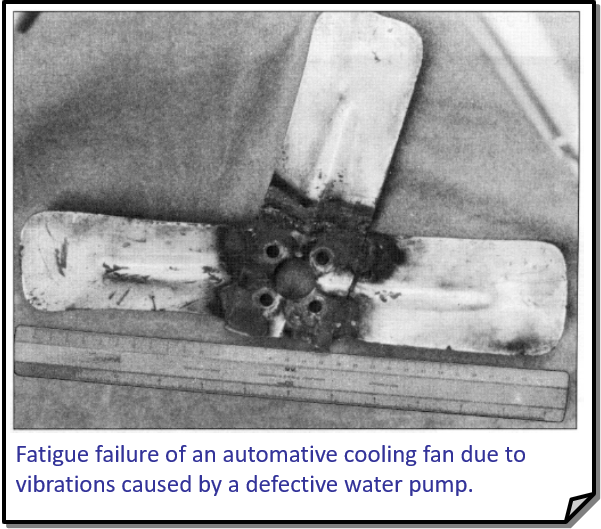 Fatigue failure of an automative cooling fan due to
vibrations caused by a defective water pump.